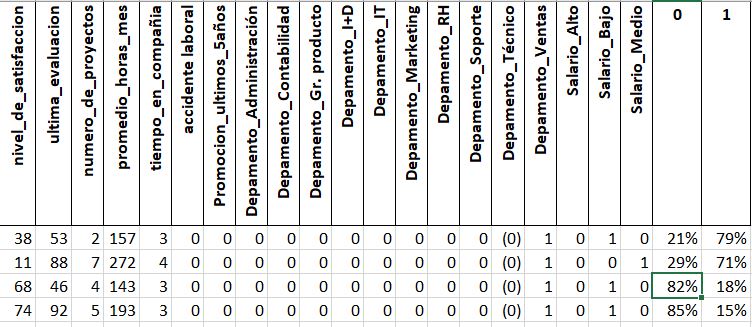 nivel_de_satisfaccion ultima_evaluacion numero_de_proyectos promedio_horas_mes tiempo_en_compañia accidente laboral Promocion_ultimos_5años Depamento_Administración Depamento_Contabilidad Depamento_Gr. producto Depamento_I+D Depamento_IT Depamento_Marketing Depamento_RH Depamento_Soporte Depamento_Técnico Depamento_Ventas Salario_Alto Salario_Bajo Salario_Medio 0 1
38 53 2 157 3 0 0 0 0 0 0 0 0 0 0 (0) 1 0 1 0 21% 79%
11 88 7 272 4 0 0 0 0 0 0 0 0 0 0 (0) 1 0 0 1 29% 71%
68 46 4 143 3 0 0 0 0 0 0 0 0 0 0 (0) 1 0 1 0 82% 18%
74 92 5 193 3 0 0 0 0 0 0 0 0 0 0 (0) 1 0 1 0 85% 15%